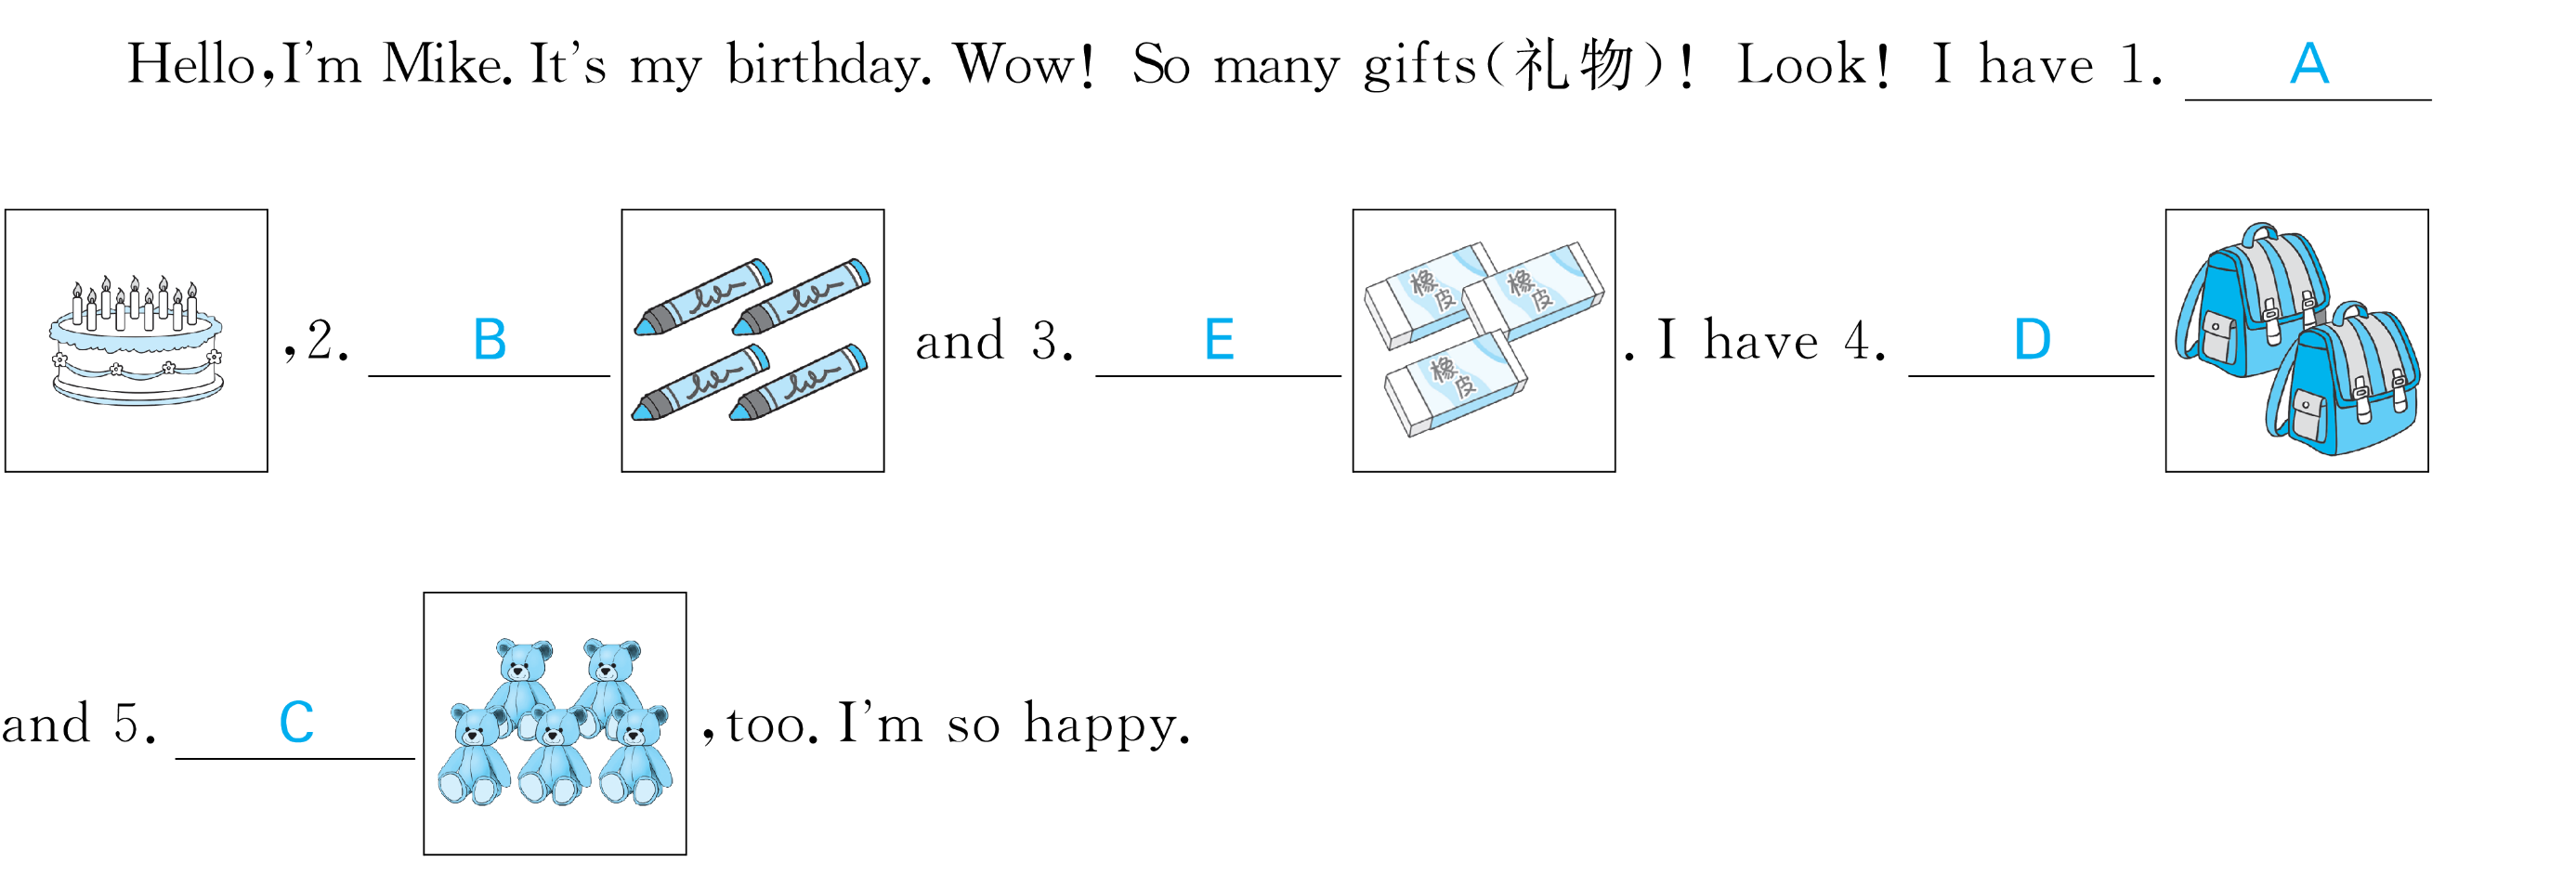 Hello, I'm Mike. It's my birthday. Wow! So many gifts(礼物)! Look! I have 1. A
,2. B and 3. E . I have 4. D
橡皮 橡皮
橡皮
and 5. C , too. I'm so happy.